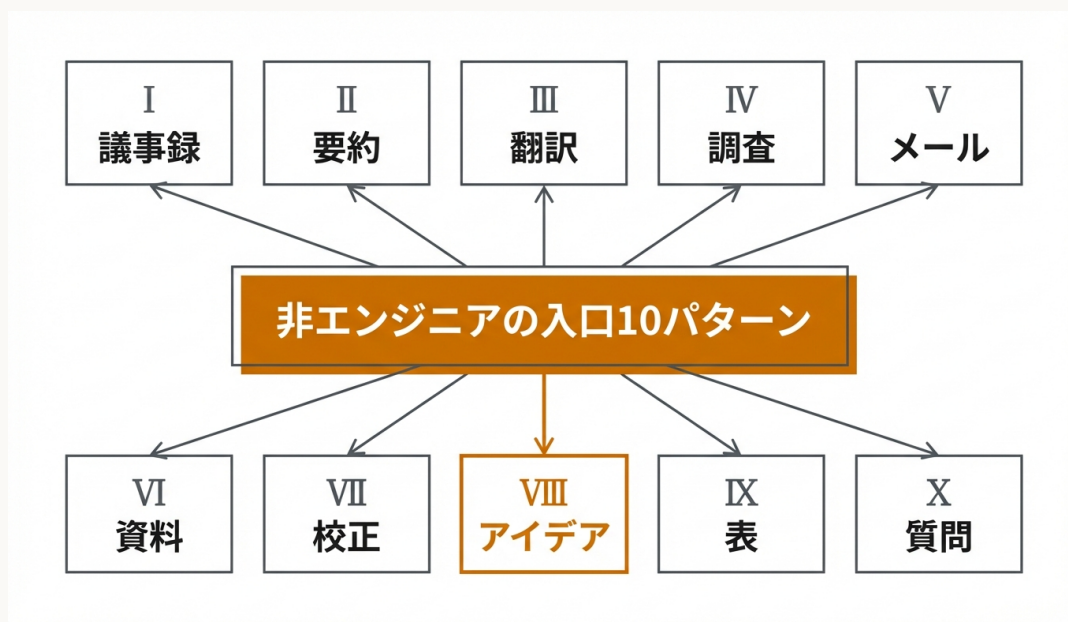 Ⅰ
議事録
Ⅱ
要約
Ⅲ
翻訳
Ⅳ
調査
Ⅴ
メール
非エンジニアの入口10パターン
Ⅵ
資料
Ⅶ
校正
Ⅷ
アイデア
Ⅸ
表
Ⅹ
質問